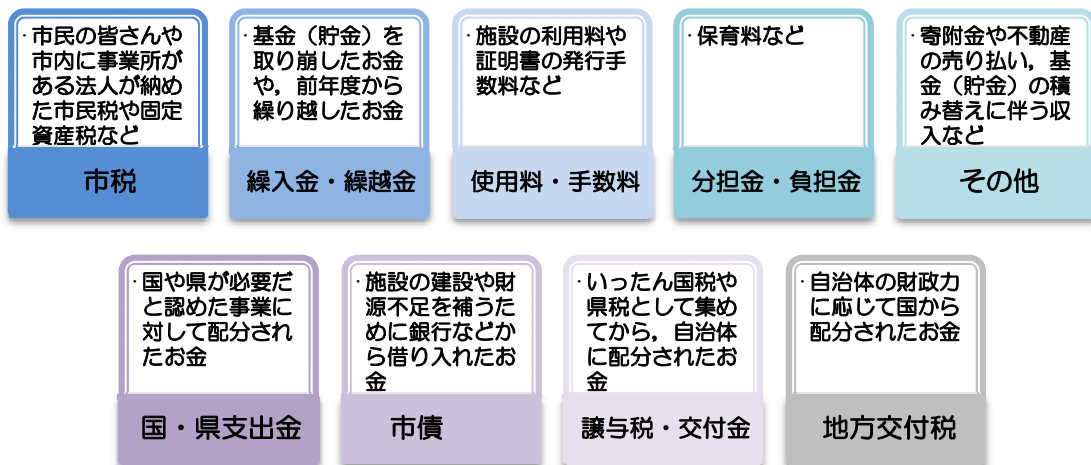 ・市民の皆さんや
市内に事業所が
ある法人が納め
た市民税や固定
資産税など
市税
・基金（貯金）を
取り崩したお金
や，前年度から
繰り越したお金
繰入金・繰越金
・施設の利用料や
証明書の発行手
数料など
使用料・手数料
・保育料など
分担金・負担金
・寄附金や不動産
の売り払い，基
金（貯金）の積
み替えに伴う収
入など
その他
・国や県が必要だ
と認めた事業に
対して配分され
たお金
国・県支出金
・施設の建設や財
源不足を補うた
めに銀行などか
ら借り入れたお
金
市債
・いったん国税や
県税として集め
てから，自治体
に配分されたお
金
譲与税・交付金
・自治体の財政力
に応じて国から
配分されたお金
地方交付税